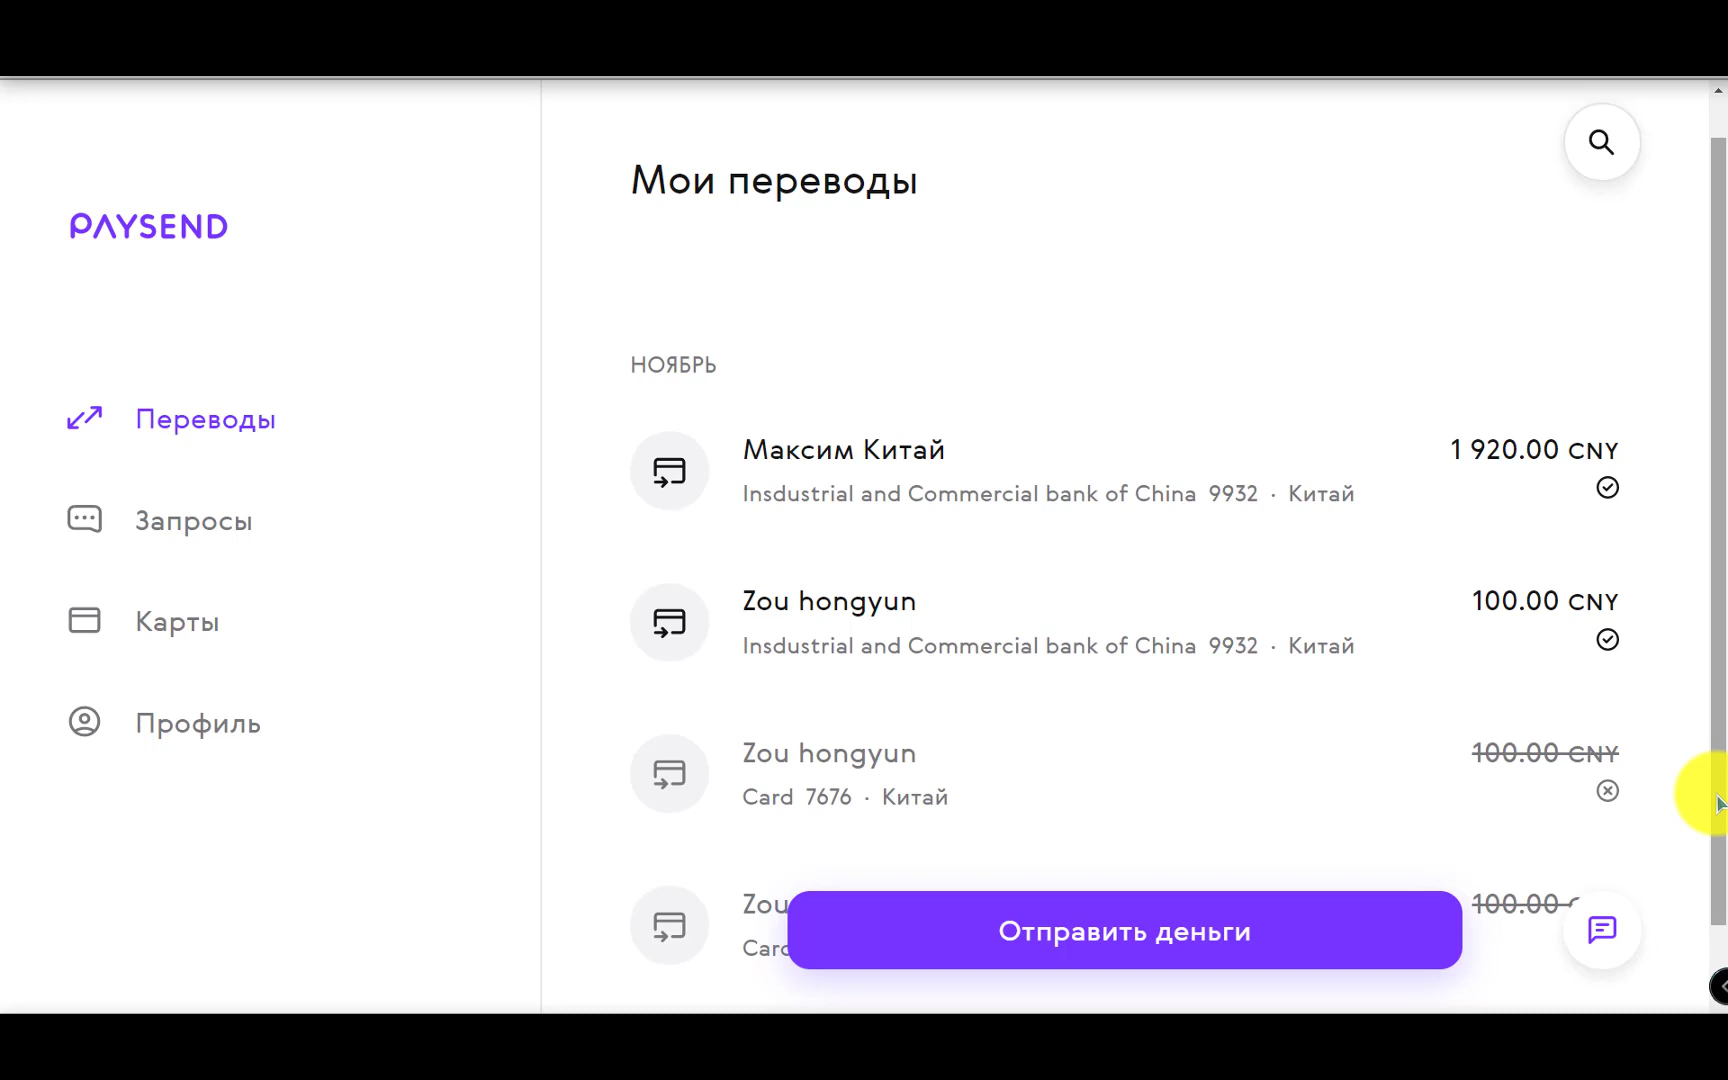 Мои переводы
PAYSEND
НОЯБРЬ
Переводы
Запросы
Карты
Профиль
Максим Китай
1 920.00 CNY
Insdustrial and Commercial bank of China 9932 · Китай
Zou hongyun
100.00 CNY
Insdustrial and Commercial bank of China 9932 · Китай
Zou hongyun
100.00 CNY
Card 7676 · Китай
Zou
100.00
Отправить деньги